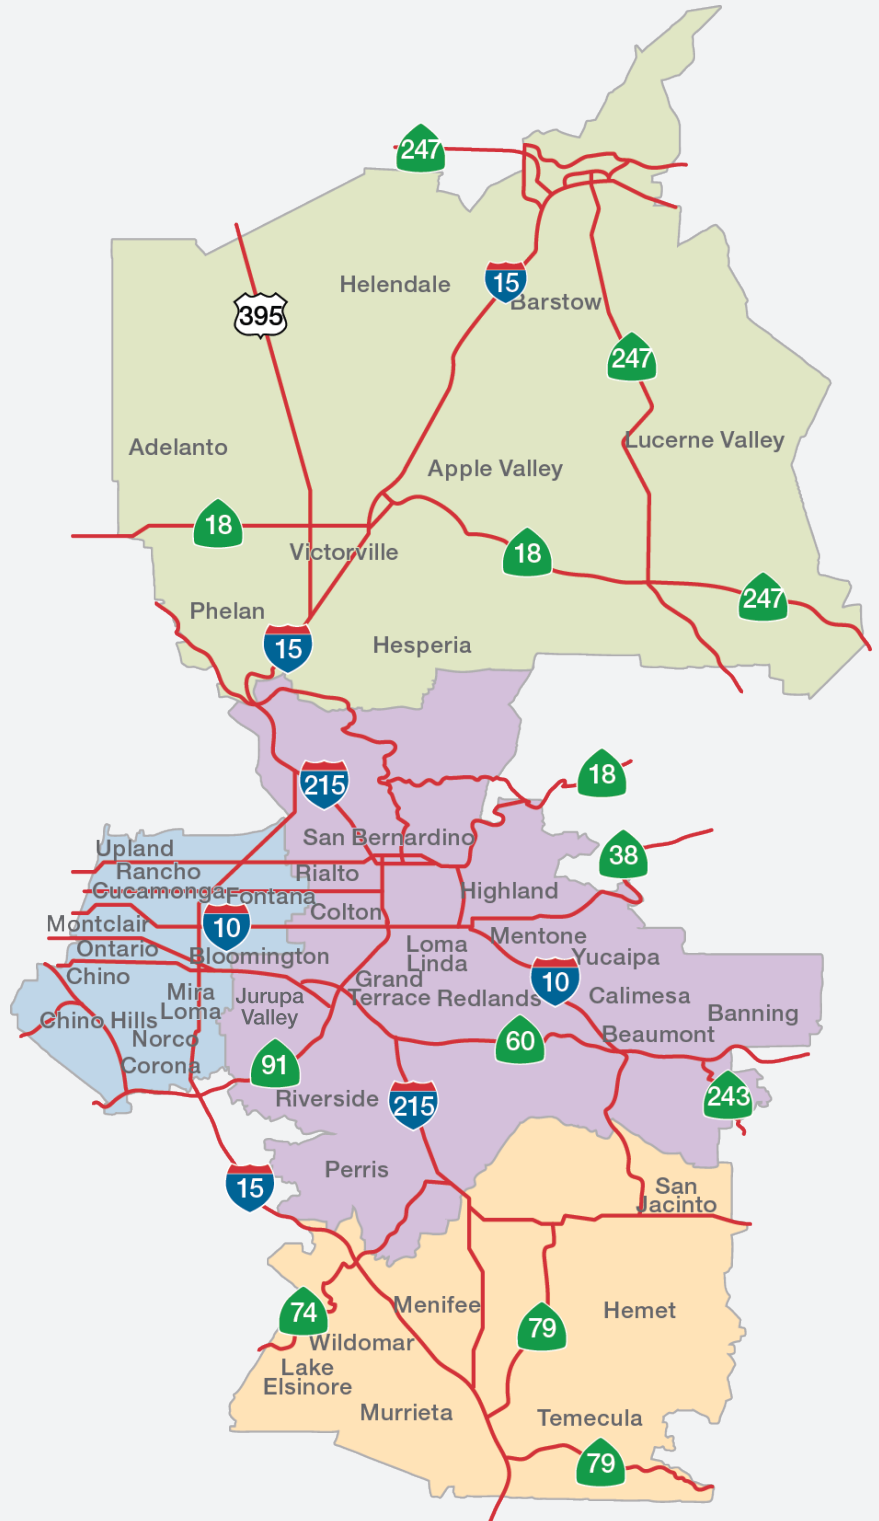 247
Helendale
15
Barstow
395
247
Adelanto
Lucerne Valley
Apple Valley
18
Victorville
18
247
Phelan
15
Hesperia
215
18
San Bernardino
38
Upland
Rancho
Cucamonga
Rialto
Fontana
Highland
Colton
Montclair
10
Mentone
Ontario
Bloomington
Loma
Linda
Yucaipa
Chino
Grand
Terrace
Redlands
10
Calimesa
Mira
Loma
Jurupa
Valley
Banning
Chino Hills
Norco
60
Beaumont
Corona
91
Riverside
215
243
Perris
15
San
Jacinto
74
Menifee
79
Hemet
Wildomar
Lake
Elsinore
Murrieta
Temecula
79